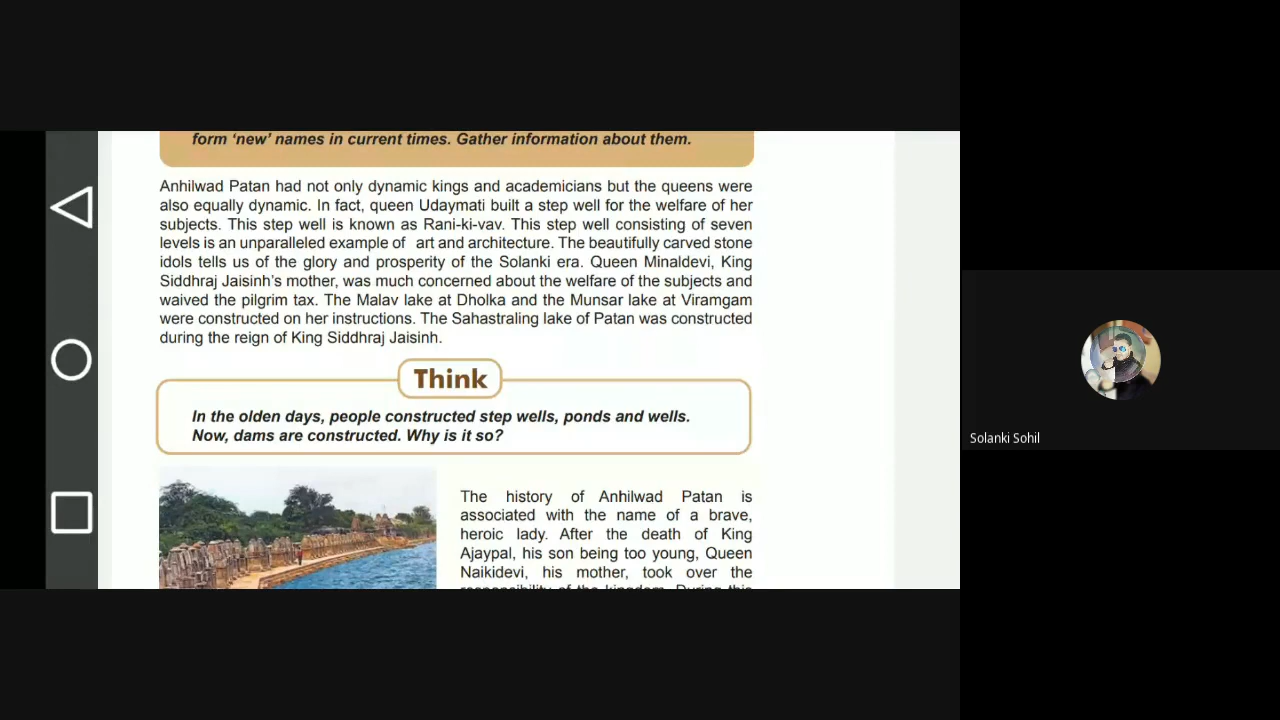 form ‘new’ names in current times. Gather information about them.
Anhilwad Patan had not only dynamic kings and academicians but the queens were
also equally dynamic. In fact, queen Udaymati built a step well for the welfare of her
subjects. This step well is known as Rani-ki-vav. This step well consisting of seven
levels is an unparalleled example of art and architecture. The beautifully carved stone
idols tells us of the glory and prosperity of the Solanki era. Queen Minaldevi, King
Siddhraj Jaisinh’s mother, was much concerned about the welfare of the subjects and
waived the pilgrim tax. The Malav lake at Dholka and the Munsar lake at Viramgam
were constructed on her instructions. The Sahastraling lake of Patan was constructed
during the reign of King Siddhraj Jaisinh.
Think
In the olden days, people constructed step wells, ponds and wells.
Now, dams are constructed. Why is it so?
The history of Anhilwad Patan is
associated with the name of a brave,
heroic lady. After the death of King
Ajaypal, his son being too young, Queen
Naikidevi, his mother, took over the
responsibility of the kingdom. During this
Solanki Sohil